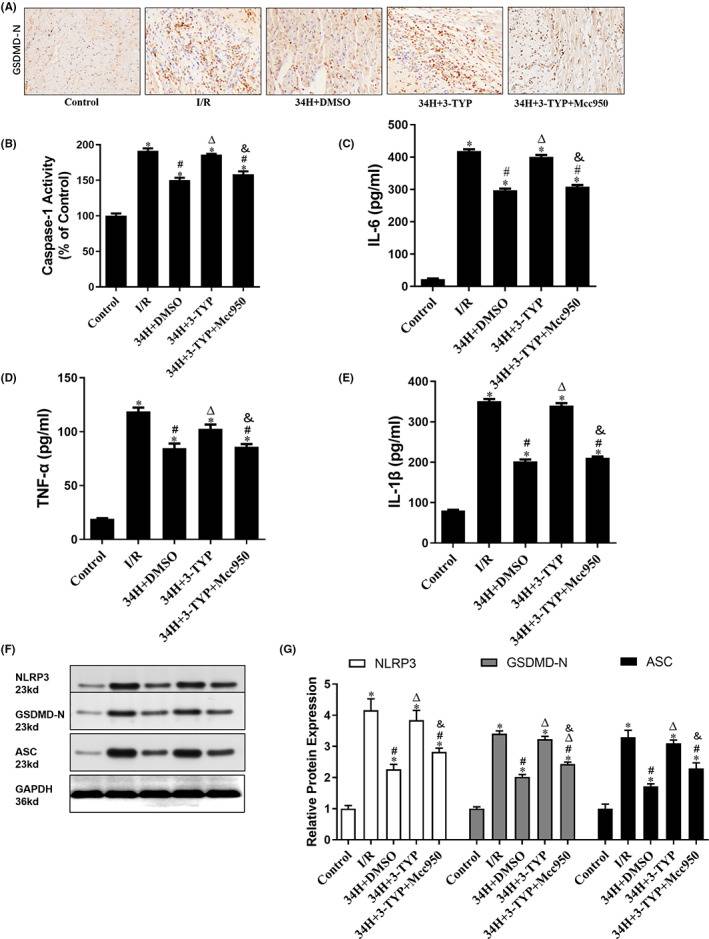 (A)
GSDMD-N
Control
I/R
34H+DMSO
34H+3-TYP
34H+3-TYP+Mcc950
(B)
Caspase-1 Activity
(% of Control)
200
150
100
50
0
*
#
*
Δ
*
&
#
*
Control
I/R
34H+DMSO
34H+3-TYP
34H+3-TYP+Mcc950
(C)
IL-6 (pg/ml)
500
400
300
200
100
0
*
#
*
Δ
*
&
#
*
Control
I/R
34H+DMSO
34H+3-TYP
34H+3-TYP+Mcc950
(D)
TNF-α (pg/ml)
150
100
50
0
*
#
*
Δ
*
&
#
*
Control
I/R
34H+DMSO
34H+3-TYP
34H+3-TYP+Mcc950
(E)
IL-1β (pg/ml)
400
300
200
100
0
*
#
*
Δ
*
&
#
*
Control
I/R
34H+DMSO
34H+3-TYP
34H+3-TYP+Mcc950
(F)
NLRP3
23kd
GSDMD-N
23kd
ASC
23kd
GAPDH
36kd
(G)
NLRP3
GSDMD-N
ASC
Relative Protein Expression
5
4
3
2
1
0
*
#
*
Δ
*
&
#
*
*
#
*
Δ
*
&
Δ
#
*
*
#
*
Δ
*
&
#
*
Control
I/R
34H+DMSO
34H+3-TYP
34H+3-TYP+Mcc950
Control
I/R
34H+DMSO
34H+3-TYP
34H+3-TYP+Mcc950
Control
I/R
34H+DMSO
34H+3-TYP
34H+3-TYP+Mcc950